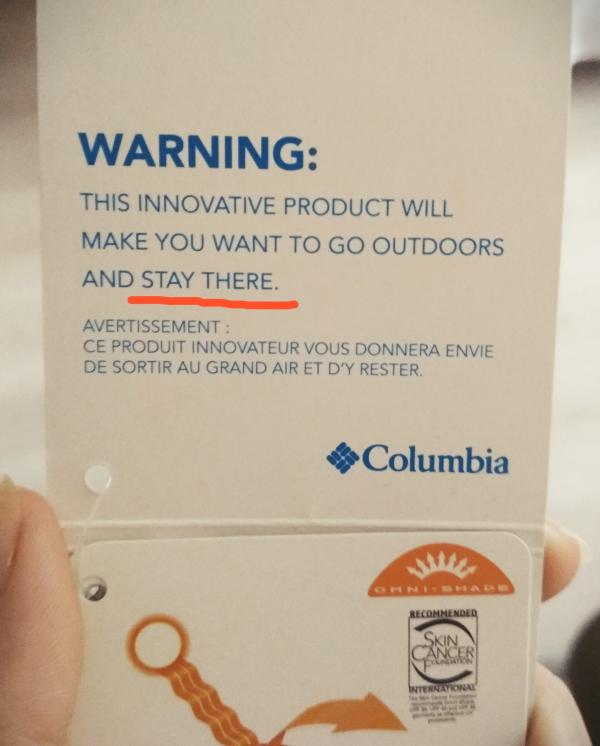 WARNING:
THIS INNOVATIVE PRODUCT WILL
MAKE YOU WANT TO GO OUTDOORS
AND STAY THERE.
AVERTISSEMENT :
CE PRODUIT INNOVATEUR VOUS DONNERA ENVIE
DE SORTIR AU GRAND AIR ET D'Y RESTER.
Columbia
OMNI-SHADE
RECOMMENDED
SKIN
CANCER
FOUNDATION
INTERNATIONAL